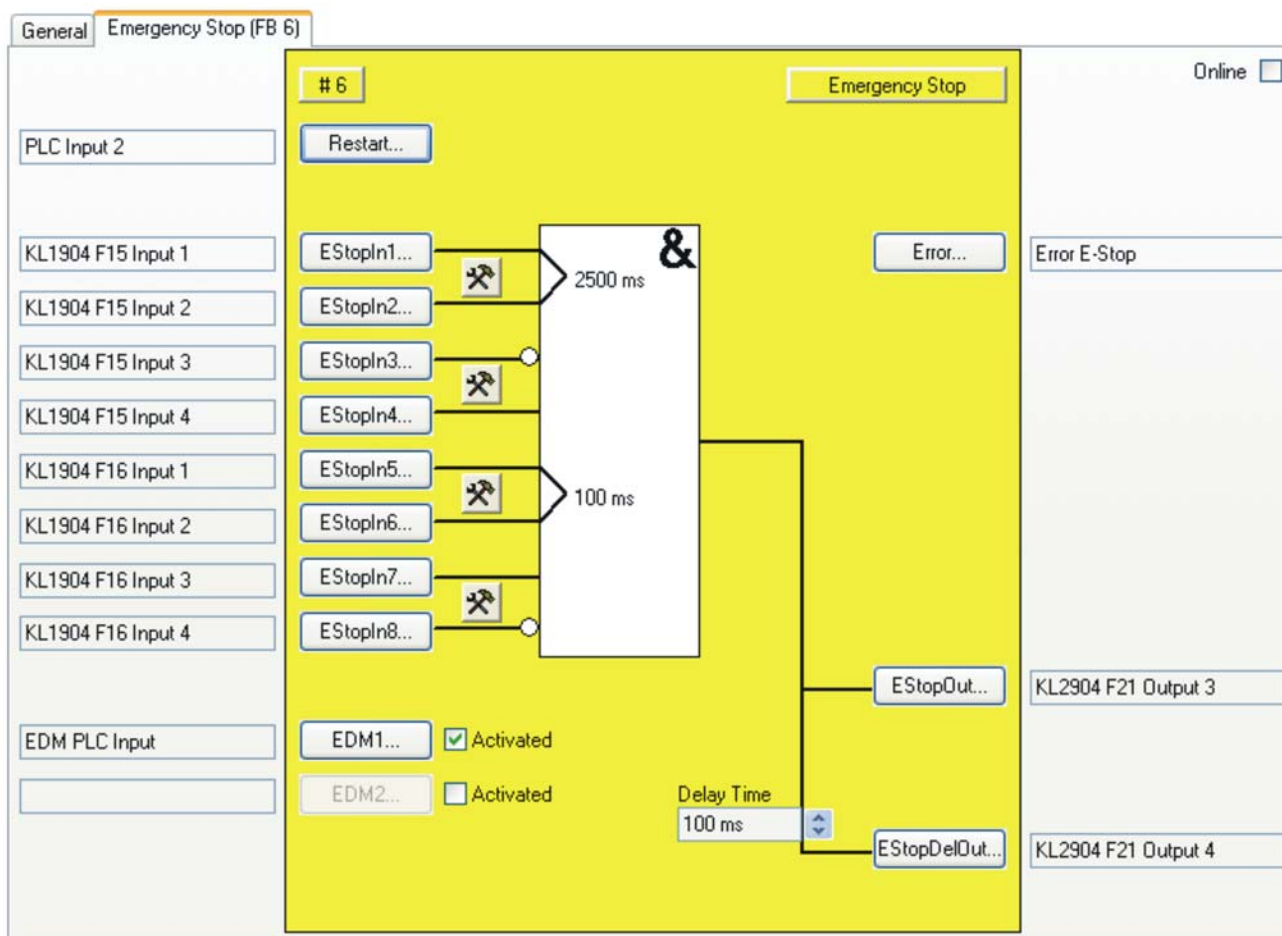 General
Emergency Stop (FB 6)
# 6
Emergency Stop
Online
PLC Input 2
Restart...
KL1904 F15 Input 1
EStopIn1...
&
2500 ms
Error...
Error E-Stop
KL1904 F15 Input 2
EStopIn2...
KL1904 F15 Input 3
EStopIn3...
KL1904 F15 Input 4
EStopIn4...
KL1904 F16 Input 1
EStopIn5...
100 ms
KL1904 F16 Input 2
EStopIn6...
KL1904 F16 Input 3
EStopIn7...
KL1904 F16 Input 4
EStopIn8...
EStopOut...
KL2904 F21 Output 3
EDM PLC Input
EDM1...
Activated
EDM2...
Activated
Delay Time
100 ms
EStopDelOut...
KL2904 F21 Output 4